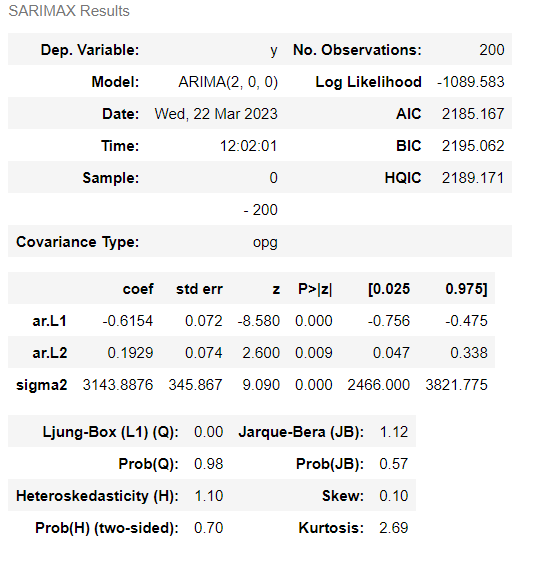 SARIMAX Results
Dep. Variable: y No. Observations: 200
Model: ARIMA(2, 0, 0) Log Likelihood -1089.583
Date: Wed, 22 Mar 2023 AIC 2185.167
Time: 12:02:01 BIC 2195.062
Sample: 0 HQIC 2189.171
- 200
Covariance Type: opg
coef std err z P>|z| [0.025 0.975]
ar.L1 -0.6154 0.072 -8.580 0.000 -0.756 -0.475
ar.L2 0.1929 0.074 2.600 0.009 0.047 0.338
sigma2 3143.8876 345.867 9.090 0.000 2466.000 3821.775
Ljung-Box (L1) (Q): 0.00 Jarque-Bera (JB): 1.12
Prob(Q): 0.98 Prob(JB): 0.57
Heteroskedasticity (H): 1.10 Skew: 0.10
Prob(H) (two-sided): 0.70 Kurtosis: 2.69